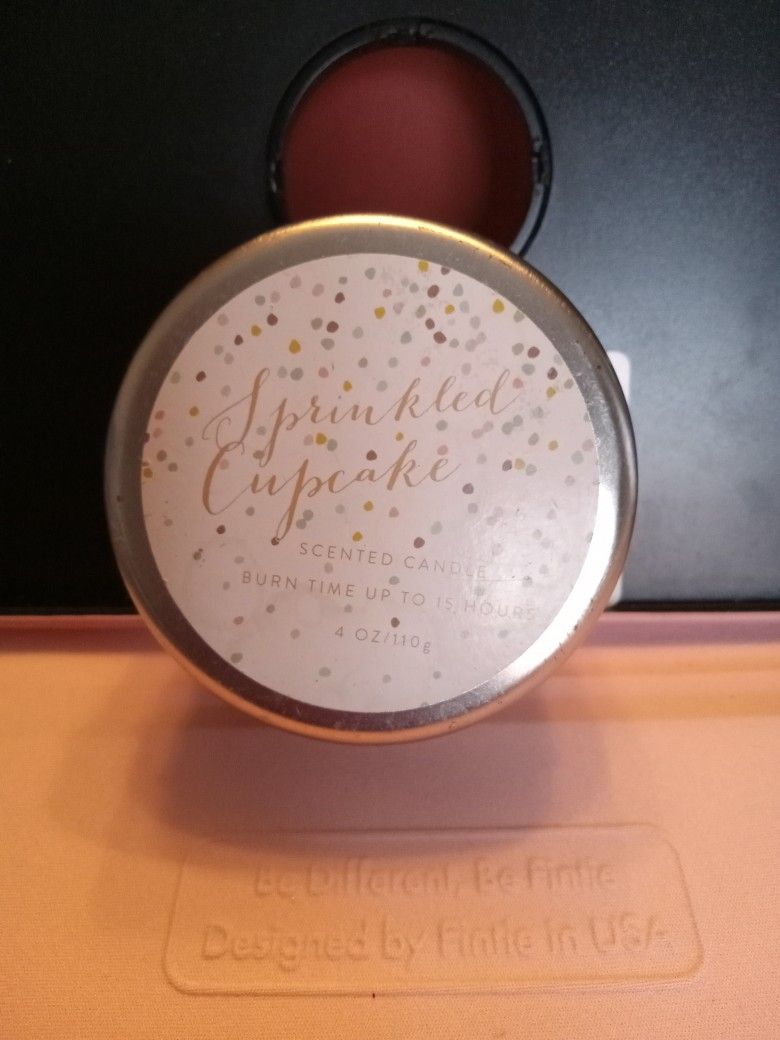 Sprinkled
Cupcake
SCENTED CANDLE
BURN TIME UP TO 15 HOURS
4 OZ/110g
Be Different, Be Fintie
Designed by Fintie in USA